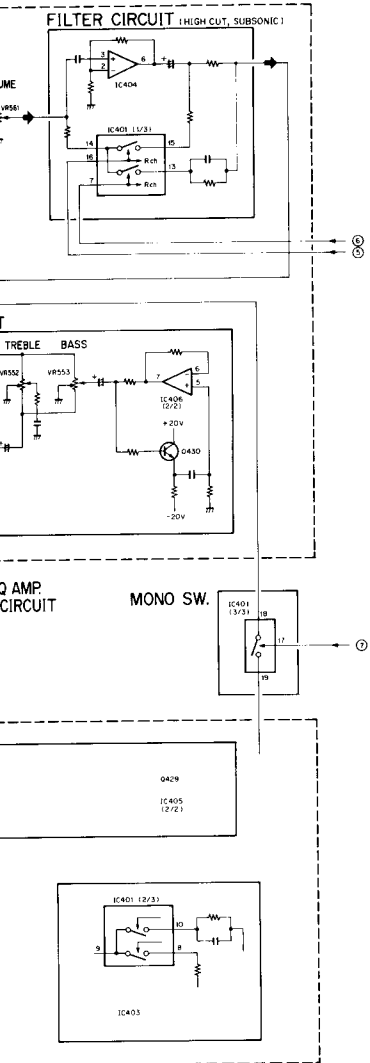 FILTER CIRCUIT (HIGH CUT, SUBSONIC)
3
+
6
+
2
-
IC404
UME
VR561
IC401 (1/3)
14
15
16
Rch
13
7
Rch
6
5
T
TREBLE BASS
VR552
VR553
+
7
6
-
5
+
IC406
(2/2)
+20V
Q430
-20V
Q AMP.
CIRCUIT
MONO SW.
IC401
(3/3)
18
17
7
19
Q429
IC405
(2/2)
IC401 (2/3)
10
9
8
IC403